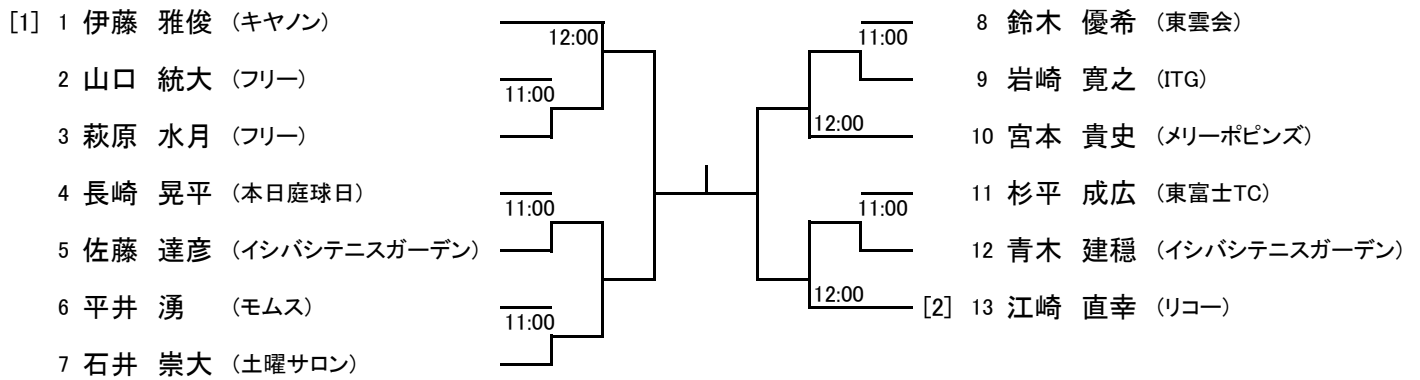 [1] 1 伊藤 雅俊 (キヤノン)
12:00
2 山口 統大 (フリー)
11:00
3 萩原 水月 (フリー)
4 長崎 晃平 (本日庭球日)
11:00
5 佐藤 達彦 (イシバシテニスガーデン)
6 平井 湧 (モムス)
11:00
7 石井 崇大 (土曜サロン)
8 鈴木 優希 (東雲会)
11:00
9 岩崎 寛之 (ITG)
12:00
10 宮本 貴史 (メリーポピンズ)
11 杉平 成広 (東富士TC)
11:00
12 青木 建穏 (イシバシテニスガーデン)
12:00
[2] 13 江崎 直幸 (リコー)